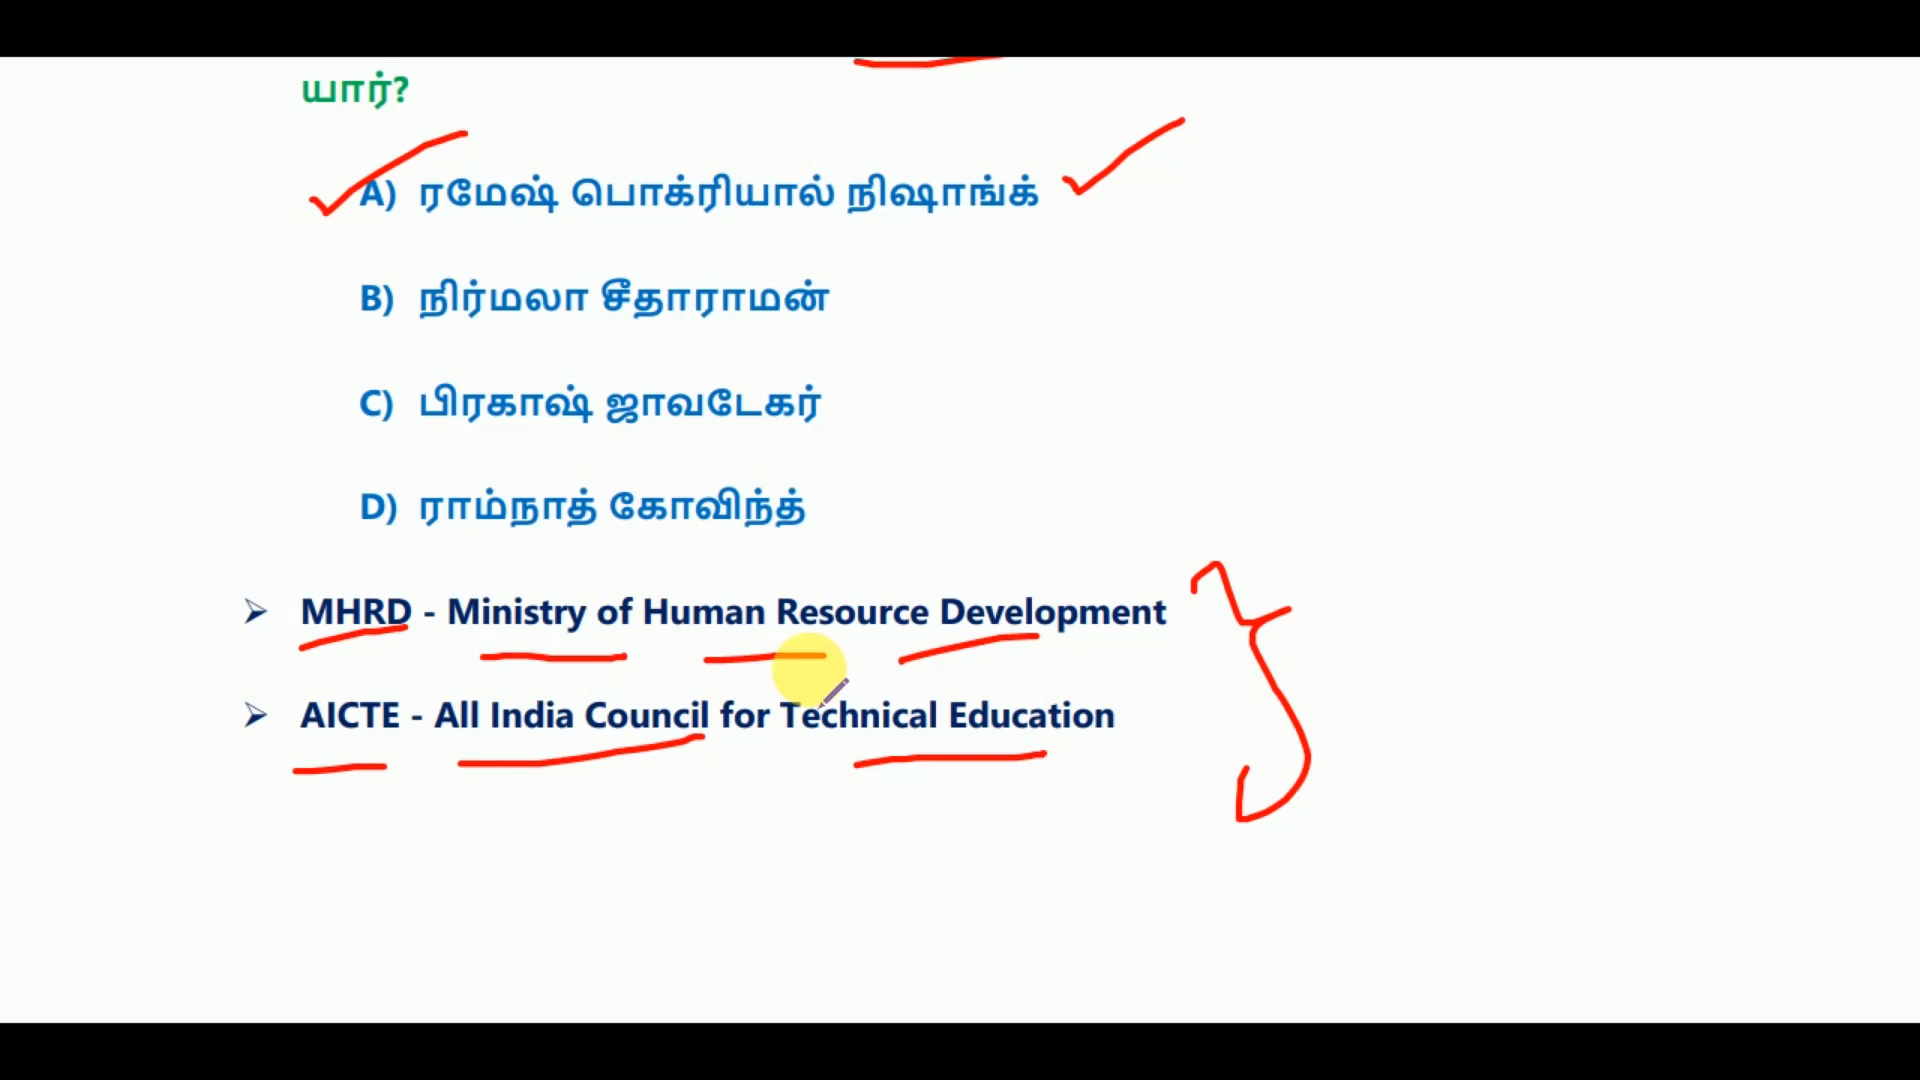 யார்?
A) ரமேஷ் பொக்ரியால் நிஷாங்க்
B) நிர்மலா சீதாராமன்
C) பிரகாஷ் ஜாவடேகர்
D) ராம்நாத் கோவிந்த்
➢ MHRD - Ministry of Human Resource Development
➢ AICTE - All India Council for Technical Education